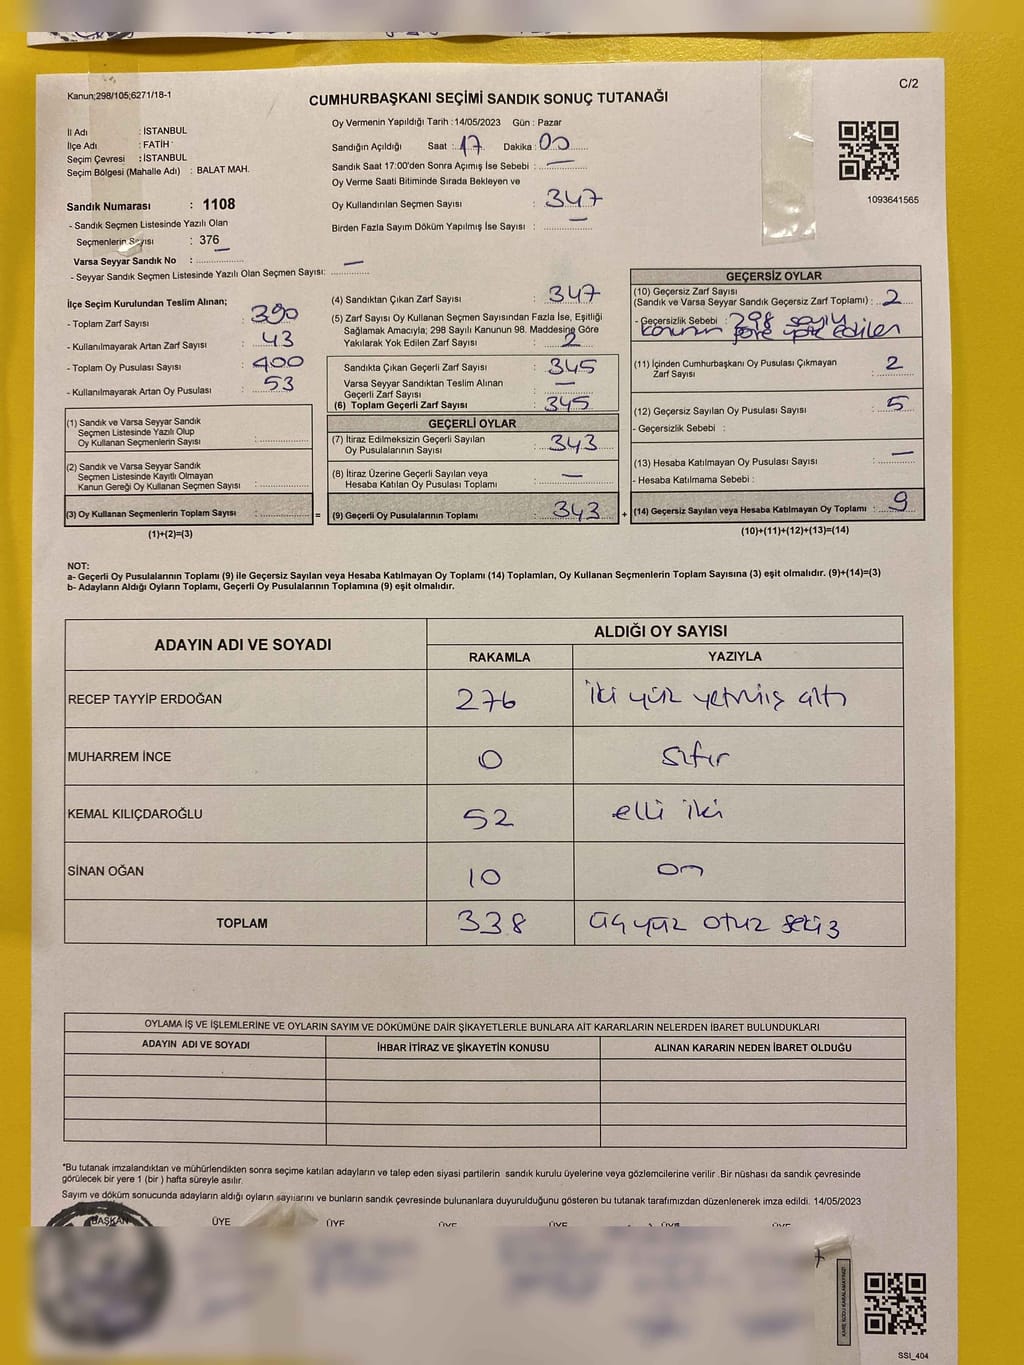 C/2
Kanun;298/105;6271/18-1
CUMHURBAŞKANI SEÇİMİ SANDIK SONUÇ TUTANAĞI
İl Adı : İSTANBUL
İlçe Adı : FATİH
Seçim Çevresi : İSTANBUL
Seçim Bölgesi (Mahalle Adı) : BALAT MAH.
Sandık Numarası : 1108
- Sandık Seçmen Listesinde Yazılı Olan
Seçmenlerin Sayısı : 376
Varsa Seyyar Sandık No : —
- Seyyar Sandık Seçmen Listesinde Yazılı Olan Seçmen Sayısı: —
Oy Vermenin Yapıldığı Tarih :14/05/2023 Gün : Pazar
Sandığın Açıldığı Saat : 17 Dakika : 00
Sandık Saat 17:00'den Sonra Açımış İse Sebebi : —
Oy Verme Saati Bitiminde Sırada Bekleyen ve
Oy Kullandırılan Seçmen Sayısı : 347
Birden Fazla Sayım Döküm Yapılmış İse Sayısı : —
1093641565
İlçe Seçim Kurulundan Teslim Alınan;
- Toplam Zarf Sayısı : 390
- Kullanılmayarak Artan Zarf Sayısı : 43
- Toplam Oy Pusulası Sayısı : 400
- Kullanılmayarak Artan Oy Pusulası : 53
(1) Sandık ve Varsa Seyyar Sandık
Seçmen Listesinde Yazılı Olup
Oy Kullanan Seçmenlerin Sayısı :
(2) Sandık ve Varsa Seyyar Sandık
Seçmen Listesinde Kayıtlı Olmayan
Kanun Gereği Oy Kullanan Seçmen Sayısı :
(3) Oy Kullanan Seçmenlerin Toplam Sayısı : =
(1)+(2)=(3)
(4) Sandıktan Çıkan Zarf Sayısı : 347
(5) Zarf Sayısı Oy Kullanan Seçmen Sayısından Fazla İse, Eşitliği
Sağlamak Amacıyla; 298 Sayılı Kanunun 98. Maddesine Göre
Yakılarak Yok Edilen Zarf Sayısı : 2
Sandıkta Çıkan Geçerli Zarf Sayısı : 345
Varsa Seyyar Sandıktan Teslim Alınan
Geçerli Zarf Sayısı : —
(6) Toplam Geçerli Zarf Sayısı : 345
GEÇERLİ OYLAR
(7) İtiraz Edilmeksizin Geçerli Sayılan
Oy Pusulalarının Sayısı : 343
(8) İtiraz Üzerine Geçerli Sayılan veya
Hesaba Katılan Oy Pusulası Toplamı : —
(9) Geçerli Oy Pusulalarının Toplamı : 343 +
GEÇERSİZ OYLAR
(10) Geçersiz Zarf Sayısı
(Sandık ve Varsa Seyyar Sandık Geçersiz Zarf Toplamı) : 2
- Geçersizlik Sebebi : 298 sayılı
kanunun göre iptal edilen
(11) İçinden Cumhurbaşkanı Oy Pusulası Çıkmayan
Zarf Sayısı : 2
(12) Geçersiz Sayılan Oy Pusulası Sayısı : 5
- Geçersizlik Sebebi :
(13) Hesaba Katılmayan Oy Pusulası Sayısı : —
- Hesaba Katılmama Sebebi :
(14) Geçersiz Sayılan veya Hesaba Katılmayan Oy Toplamı : 9
(10)+(11)+(12)+(13)=(14)
NOT:
a- Geçerli Oy Pusulalarının Toplamı (9) ile Geçersiz Sayılan veya Hesaba Katılmayan Oy Toplamı (14) Toplamları, Oy Kullanan Seçmenlerin Toplam Sayısına (3) eşit olmalıdır. (9)+(14)=(3)
b- Adayların Aldığı Oyların Toplamı, Geçerli Oy Pusulalarının Toplamına (9) eşit olmalıdır.
ADAYIN ADI VE SOYADI ALDIĞI OY SAYISI
RAKAMLA YAZIYLA
RECEP TAYYİP ERDOĞAN 276 iki yüz yetmiş altı
MUHARREM İNCE 0 sıfır
KEMAL KILIÇDAROĞLU 52 elli iki
SİNAN OĞAN 10 on
TOPLAM 338 üç yüz otuz sekiz
OYLAMA İŞ VE İŞLEMLERİNE VE OYLARIN SAYIM VE DÖKÜMÜNE DAİR ŞİKAYETLERLE BUNLARA AİT KARARLARIN NELERDEN İBARET BULUNDUKLARI
ADAYIN ADI VE SOYADI İHBAR İTİRAZ VE ŞİKAYETİN KONUSU ALINAN KARARIN NEDEN İBARET OLDUĞU
*Bu tutanak imzalandıktan ve mühürlendikten sonra seçime katılan adayların ve talep eden siyasi partilerin sandık kurulu üyelerine veya gözlemcilerine verilir .Bir nüshası da sandık çevresinde
görülecek bir yere 1 (bir ) hafta süreyle asılır.
Sayım ve döküm sonucunda adayların aldığı oyların sayılarını ve bunların sandık çevresinde bulunanlara duyurulduğunu gösteren bu tutanak tarafımızdan düzenlenerek imza edildi. 14/05/2023
BAŞKAN ÜYE ÜYE ÜYE ÜYE ÜYE ÜYE
KARE KODU KARALAMAYINIZ!
SSI_404